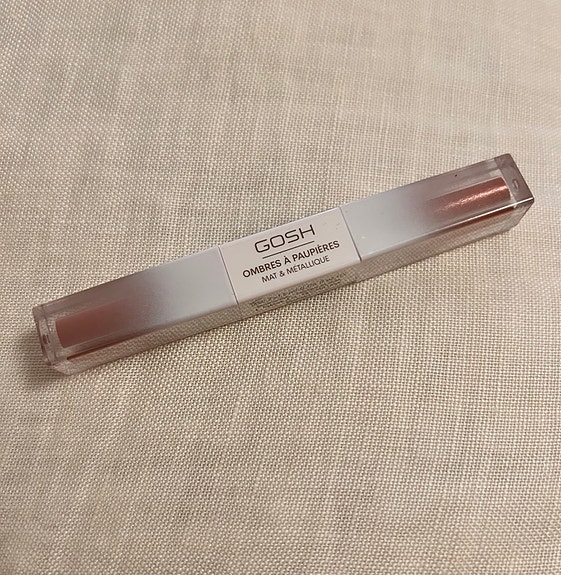 GOSH
OMBRES À PAUPIÈRES
MAT & MÉTALLIQUE